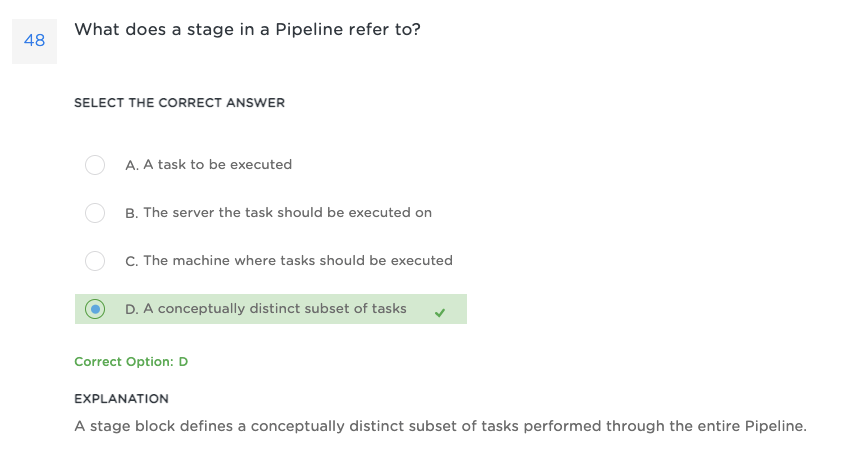 48
What does a stage in a Pipeline refer to?
SELECT THE CORRECT ANSWER
A. A task to be executed
B. The server the task should be executed on
C. The machine where tasks should be executed
D. A conceptually distinct subset of tasks
Correct Option: D
EXPLANATION
A stage block defines a conceptually distinct subset of tasks performed through the entire Pipeline.